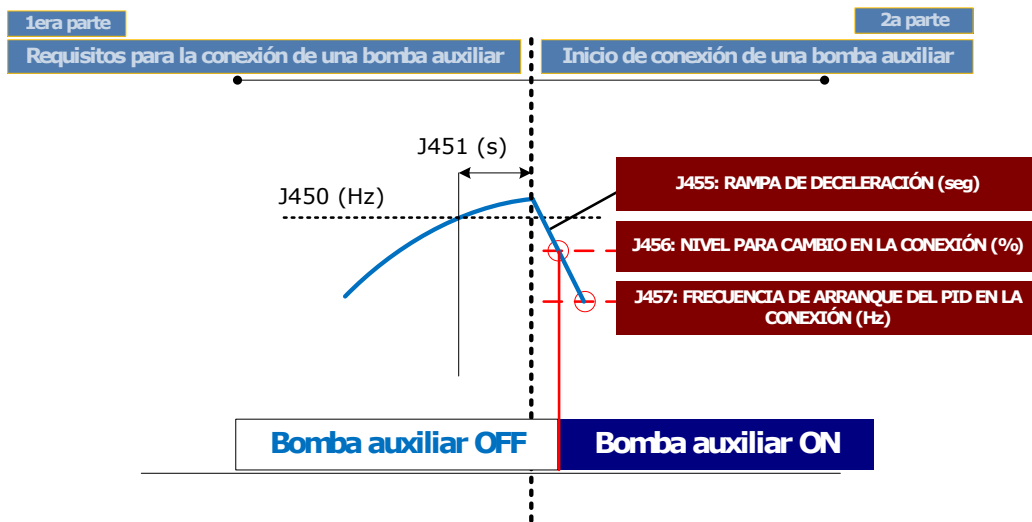 1era parte
2a parte
Requisitos para la conexión de una bomba auxiliar
Inicio de conexión de una bomba auxiliar
J451 (s)
J450 (Hz)
J455: RAMPA DE DECELERACIÓN (seg)
J456: NIVEL PARA CAMBIO EN LA CONEXIÓN (%)
J457: FRECUENCIA DE ARRANQUE DEL PID EN LA
CONEXIÓN (Hz)
Bomba auxiliar OFF
Bomba auxiliar ON